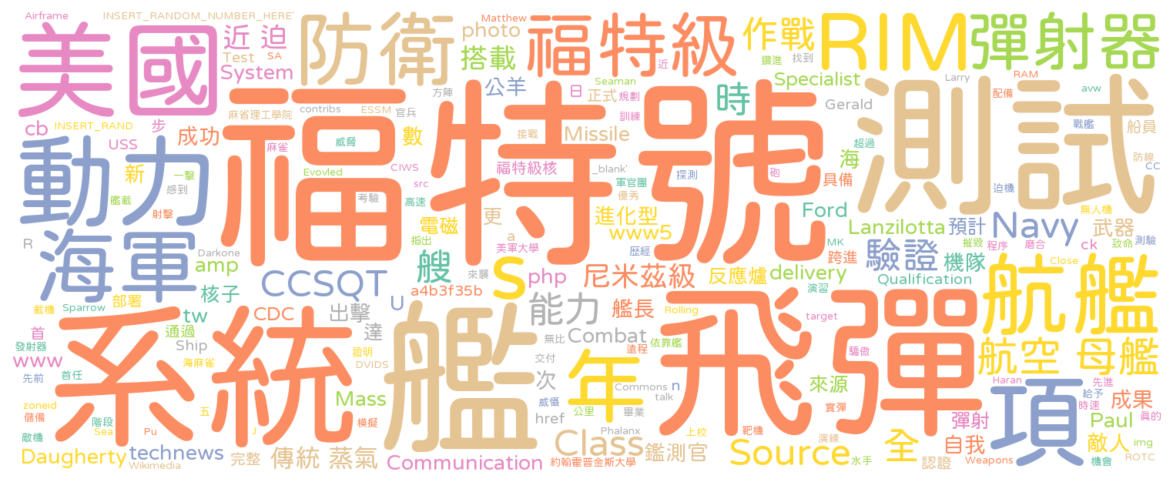 Airframe
INSERT_RANDOM_NUMBER_HERE
Matthew
美國
近迫
防衛
photo
搭載
福特級
作戰
RIM
彈射器
鑽進
找到
Test
SA
System
cb
公羊
Seaman
近
Specialist
Larry
RAM
配備
avw
INSERT_RAND
步
麻省理工學院
contribs
ESSM
官兵
方陣
日
正式
規劃
訓練
時
Gerald
戰艦
船員
超過
防線
CC
USS
成功
麻雀
威脅
數
接戰
Missile
海
動力
新
一擊
感到
艦載
射擊
福特號
測試
CIWS
Evovled
考驗
高速
src
福特級核
_blank'
軍官團
優秀
探測
砲
具備
迫機
無人機
電磁
更
進化型
Ford
Lanzilotta
預計
Navy
武器
R
Darkone
指出
a
美軍大學
www5
歷經
MK
摧毀
程序
磨合
ck
致命
測驗
海軍
amp
核子
CCSQT
艘
來襲
S
php
尼米茲級
反應爐
跨進
演習
delivery
驗證
機隊
Qualification
Close
載機
Sparrow
部署
tw
CDC
出擊
U
a4b3f35b
能力
艦長
Rolling
target
航艦
首
通過
發射器
Ship
海麻雀
達
證明
DVIDS
無比
交付
Combat
依靠艦
遠程
驕傲
www
系統
艦
年
飛彈
航空
母艦
先前
首任
次
威懾
Commons
n
talk
來源
Haran
先進
給予
時速
zoneid
儲備
階段
五
模擬
Mass
href
公里
畢業
實彈
項
成果
真的
敵機
Sea
Pu
J
Phalanx
上校
靶機
彈射
Paul
敵人
img
Daugherty
technews
Wikimedia
完整
傳統
蒸氣
Communication
Class
鑑測官
約翰霍普金斯大學
Source
演練
水手
全
自我
認證
Weapons
機會
ROTC